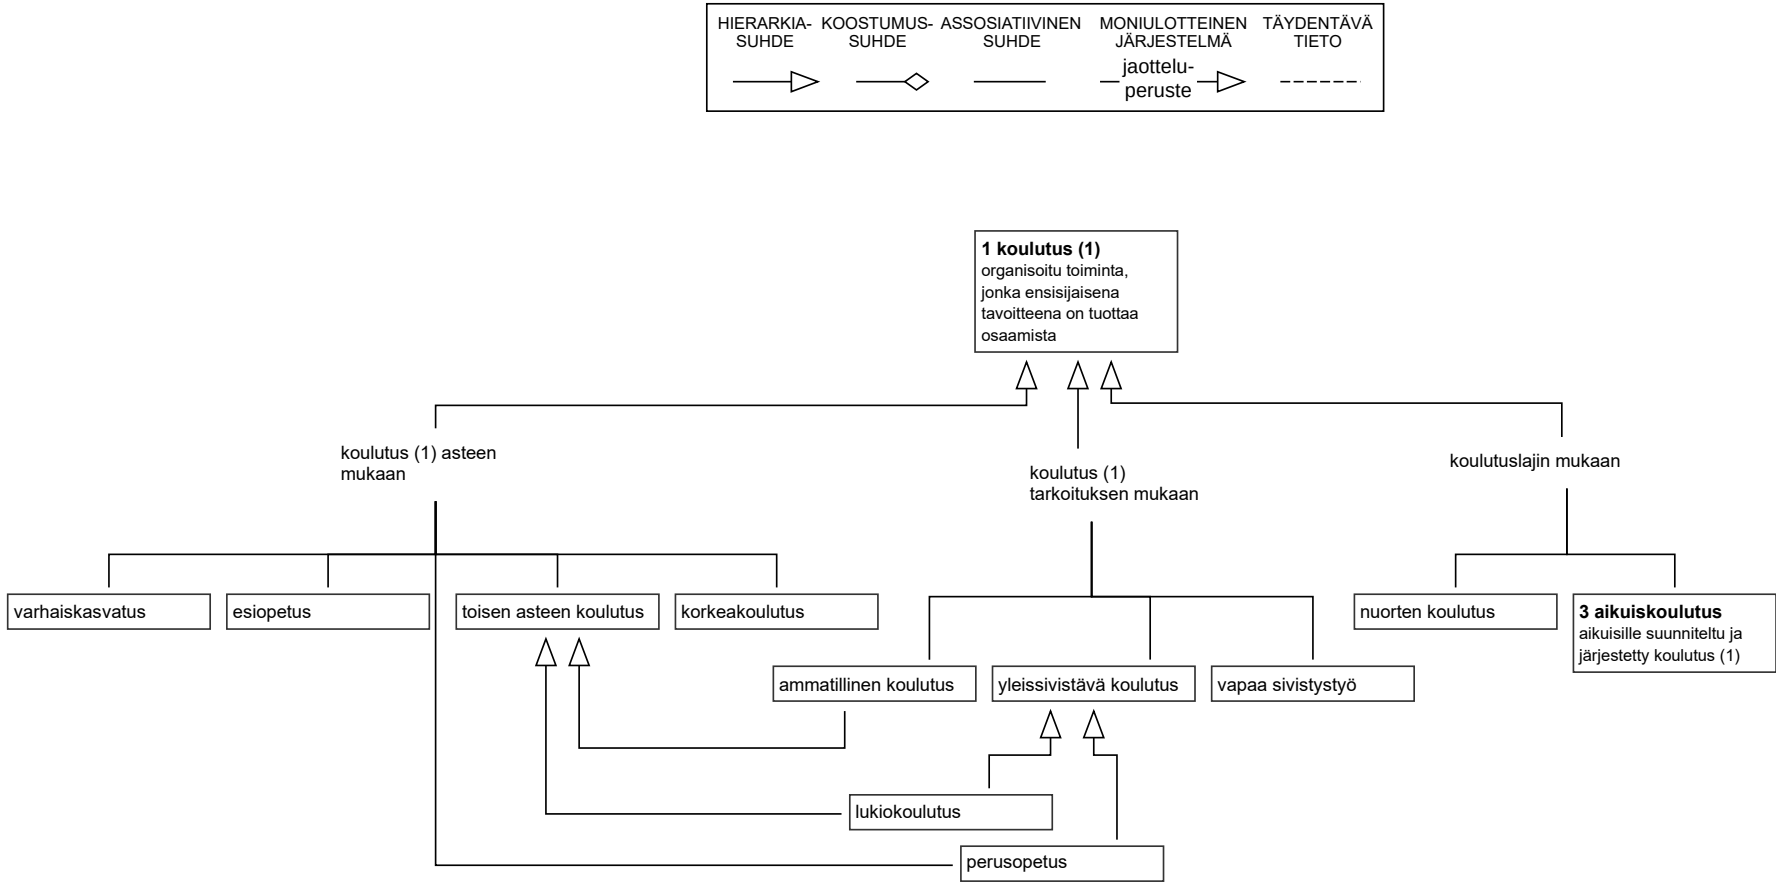 HIERARKIA-
SUHDE
KOOSTUMUS-
SUHDE
ASSOSIATIIVINEN
SUHDE
MONIULOTTEINEN
JÄRJESTELMÄ
jaottelu-
peruste
TÄYDENTÄVÄ
TIETO
1 koulutus (1)
organisoitu toiminta,
jonka ensisijaisena
tavoitteena on tuottaa
osaamista
koulutus (1) asteen
mukaan
koulutus (1)
tarkoituksen mukaan
koulutuslajin mukaan
varhaiskasvatus
esiopetus
toisen asteen koulutus
korkeakoulutus
nuorten koulutus
3 aikuiskoulutus
aikuisille suunniteltu ja
järjestetty koulutus (1)
ammatillinen koulutus
yleissivistävä koulutus
vapaa sivistystyö
lukiokoulutus
perusopetus